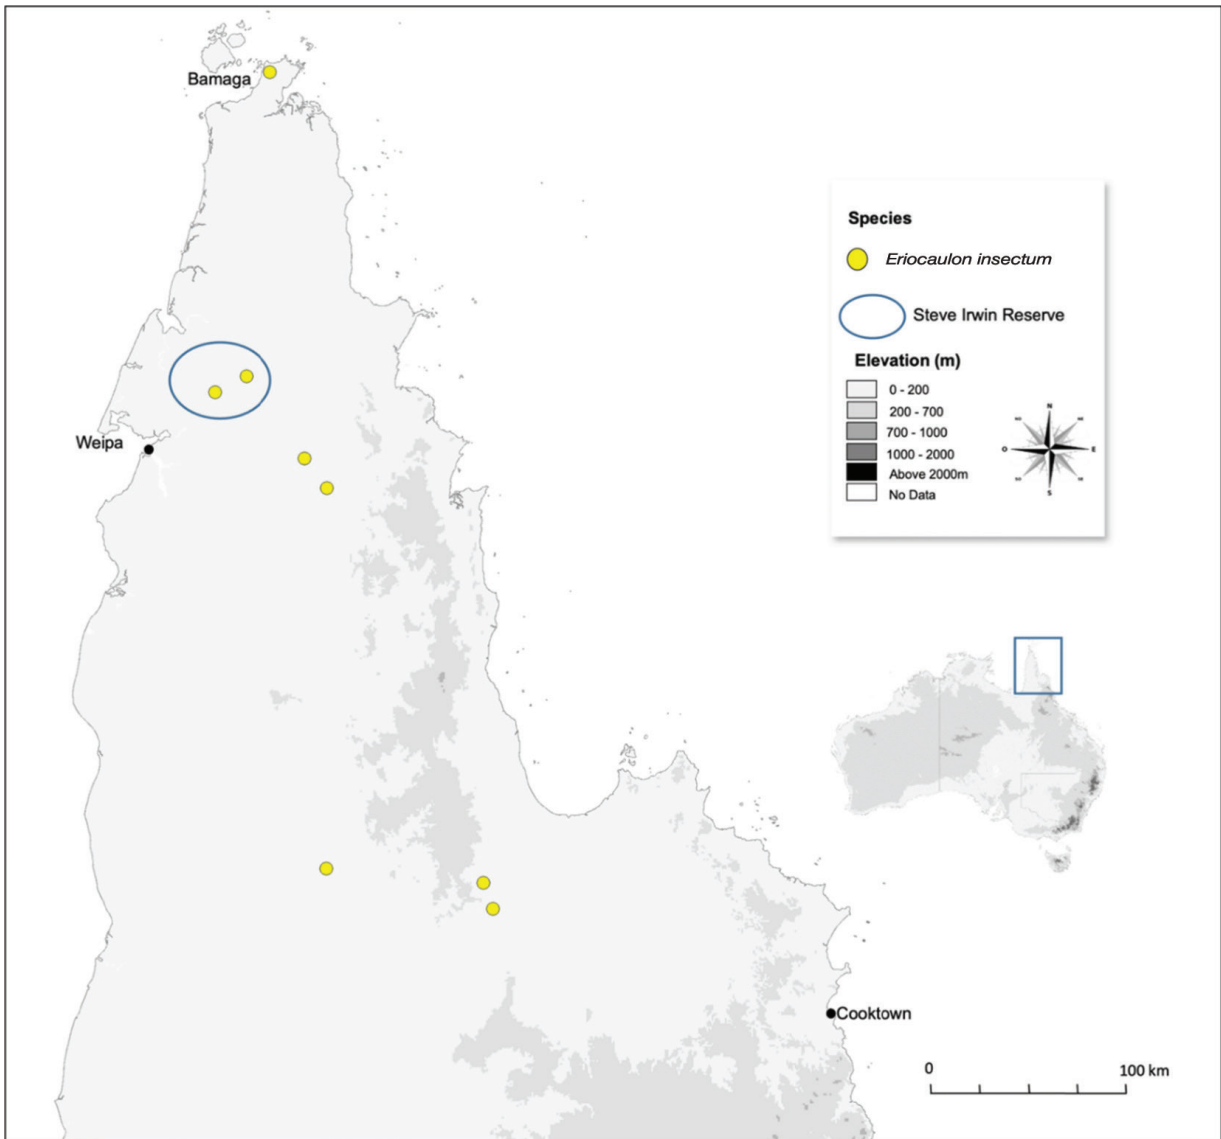 Bamaga
Species
Eriocaulon insectum
Steve Irwin Reserve
Elevation (m)
0 - 200
200 - 700
700 - 1000
1000 - 2000
Above 2000m
No Data
N
O
E
S
Weipa
Cooktown
0
100 km